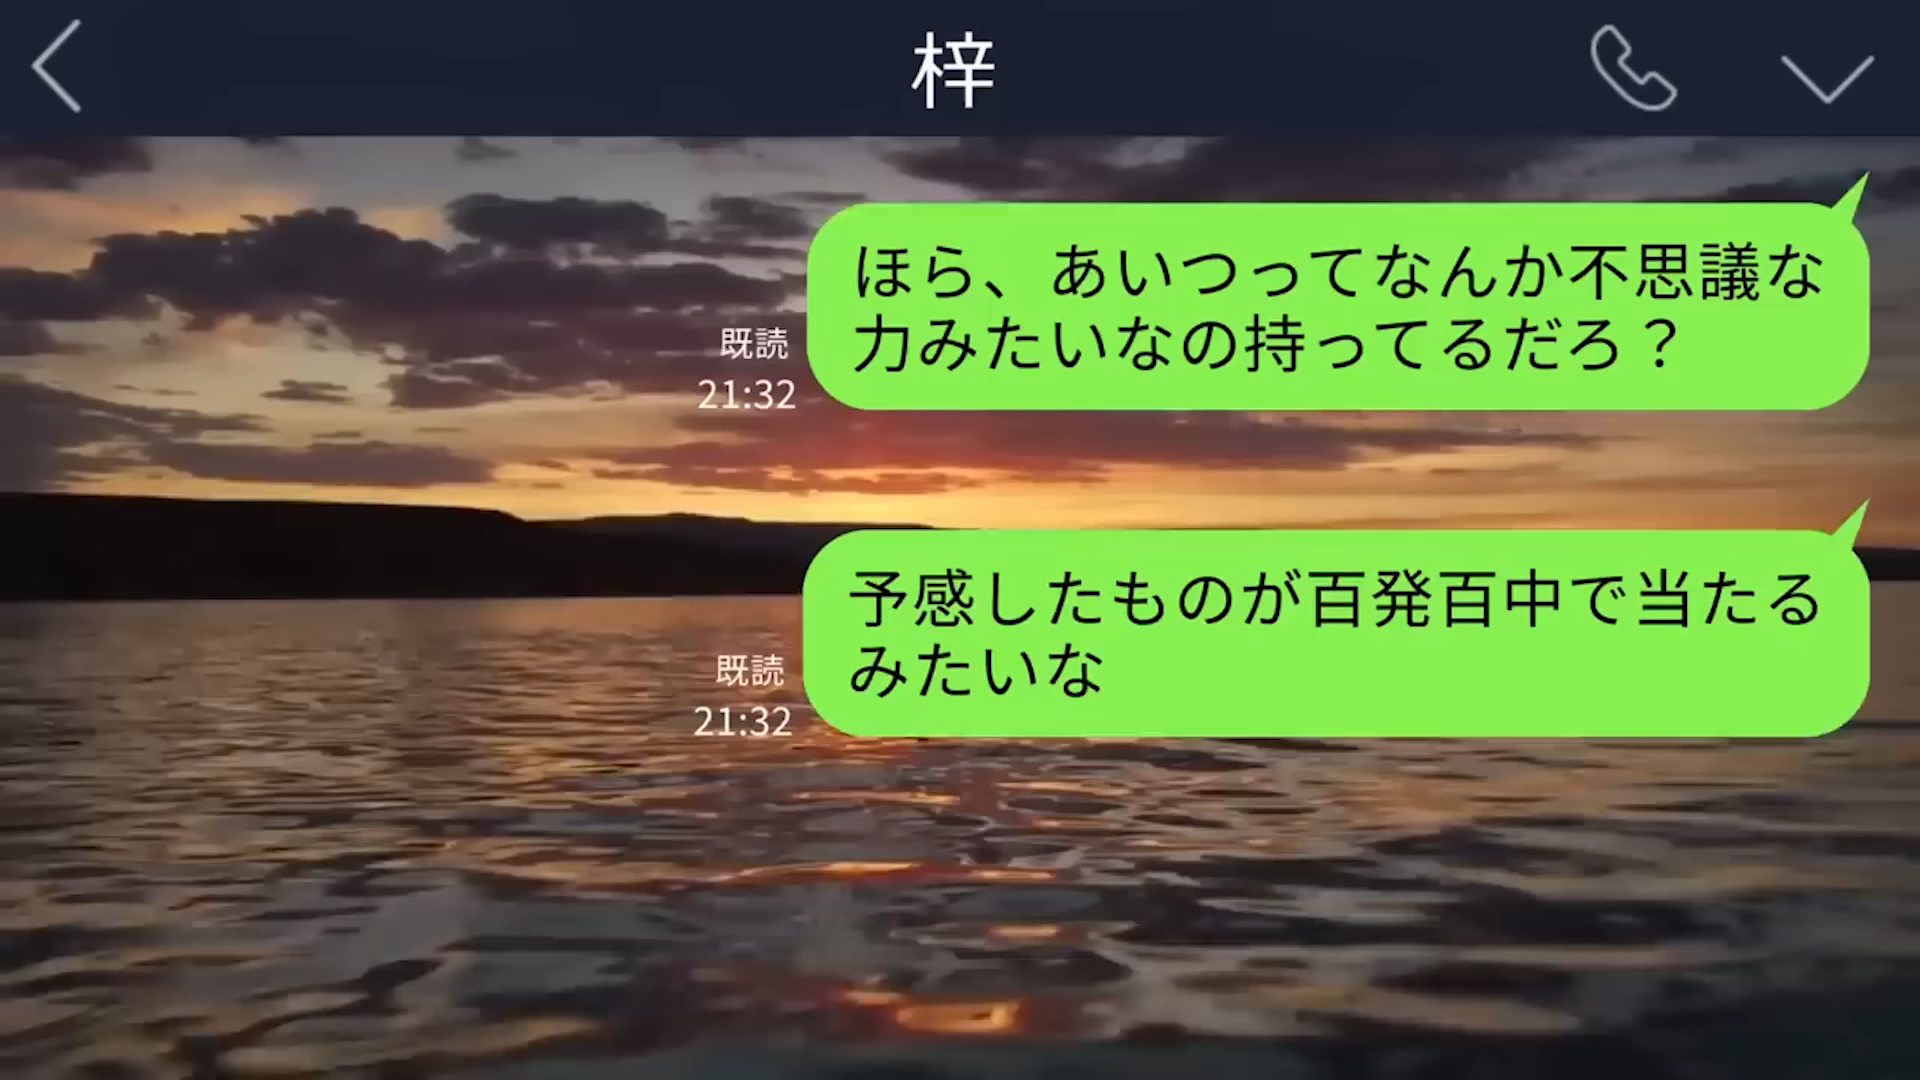 梓
ほら、あいつってなんか不思議な
力みたいなの持ってるだろ？
既読
21:32
予感したものが百発百中で当たる
みたいな
既読
21:32